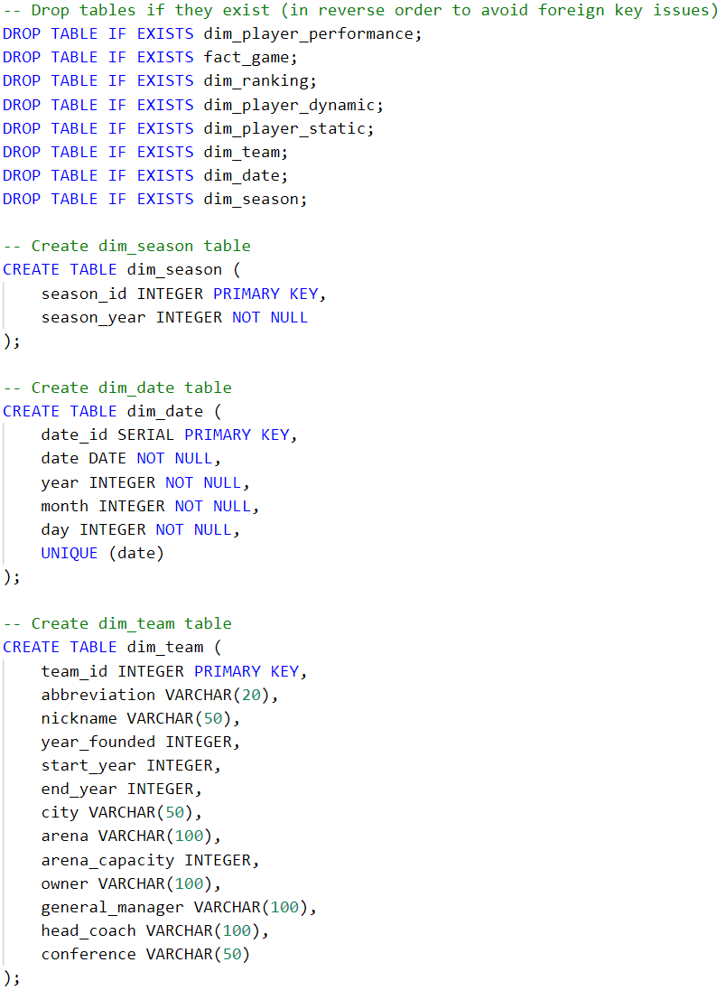 -- Drop tables if they exist (in reverse order to avoid foreign key issues)
DROP TABLE IF EXISTS dim_player_performance;
DROP TABLE IF EXISTS fact_game;
DROP TABLE IF EXISTS dim_ranking;
DROP TABLE IF EXISTS dim_player_dynamic;
DROP TABLE IF EXISTS dim_player_static;
DROP TABLE IF EXISTS dim_team;
DROP TABLE IF EXISTS dim_date;
DROP TABLE IF EXISTS dim_season;

-- Create dim_season table
CREATE TABLE dim_season (
    season_id INTEGER PRIMARY KEY,
    season_year INTEGER NOT NULL
);

-- Create dim_date table
CREATE TABLE dim_date (
    date_id SERIAL PRIMARY KEY,
    date DATE NOT NULL,
    year INTEGER NOT NULL,
    month INTEGER NOT NULL,
    day INTEGER NOT NULL,
    UNIQUE (date)
);

-- Create dim_team table
CREATE TABLE dim_team (
    team_id INTEGER PRIMARY KEY,
    abbreviation VARCHAR(20),
    nickname VARCHAR(50),
    year_founded INTEGER,
    start_year INTEGER,
    end_year INTEGER,
    city VARCHAR(50),
    arena VARCHAR(100),
    arena_capacity INTEGER,
    owner VARCHAR(100),
    general_manager VARCHAR(100),
    head_coach VARCHAR(100),
    conference VARCHAR(50)
);